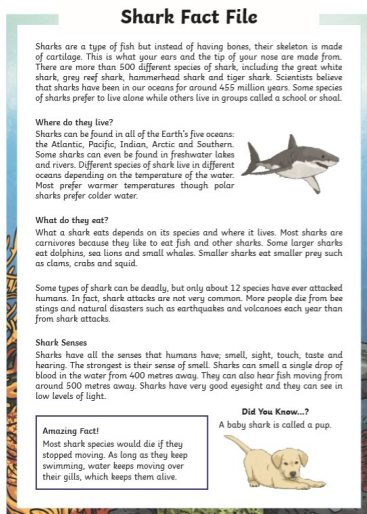 Shark Fact File
Sharks are a type of fish but instead of having bones, their skeleton is made
of cartilage. This is what your ears and the tip of your nose are made from.
There are more than 500 different species of shark, including the great white
shark, grey reef shark, hammerhead shark and tiger shark. Scientists believe
that sharks have been in our oceans for around 455 million years. Some species
of sharks prefer to live alone while others live in groups called a school or shoal.
Where do they live?
Sharks can be found in all of the Earth's five oceans:
the Atlantic, Pacific, Indian, Arctic and Southern.
Some sharks can even be found in freshwater lakes
and rivers. Different species of shark live in different
oceans depending on the temperature of the water.
Most prefer warmer temperatures though polar
sharks prefer colder water.
What do they eat?
What a shark eats depends on its species and where it lives. Most sharks are
carnivores because they like to eat fish and other sharks. Some larger sharks
eat dolphins, sea lions and small whales. Smaller sharks eat smaller prey such
as clams, crabs and squid.
Some types of shark can be deadly, but only about 12 species have ever attacked
humans. In fact, shark attacks are not very common. More people die from bee
stings and natural disasters such as earthquakes and volcanoes each year than
from shark attacks.
Shark Senses
Sharks have all the senses that humans have; smell, sight, touch, taste and
hearing. The strongest is their sense of smell. Sharks can smell a single drop of
blood in the water from 400 metres away. They can also hear fish moving from
around 500 metres away. Sharks have very good eyesight and they can see in
low levels of light.
Amazing Fact!
Most shark species would die if they
stopped moving. As long as they keep
swimming, water keeps moving over
their gills, which keeps them alive.
Did You Know...?
A baby shark is called a pup.